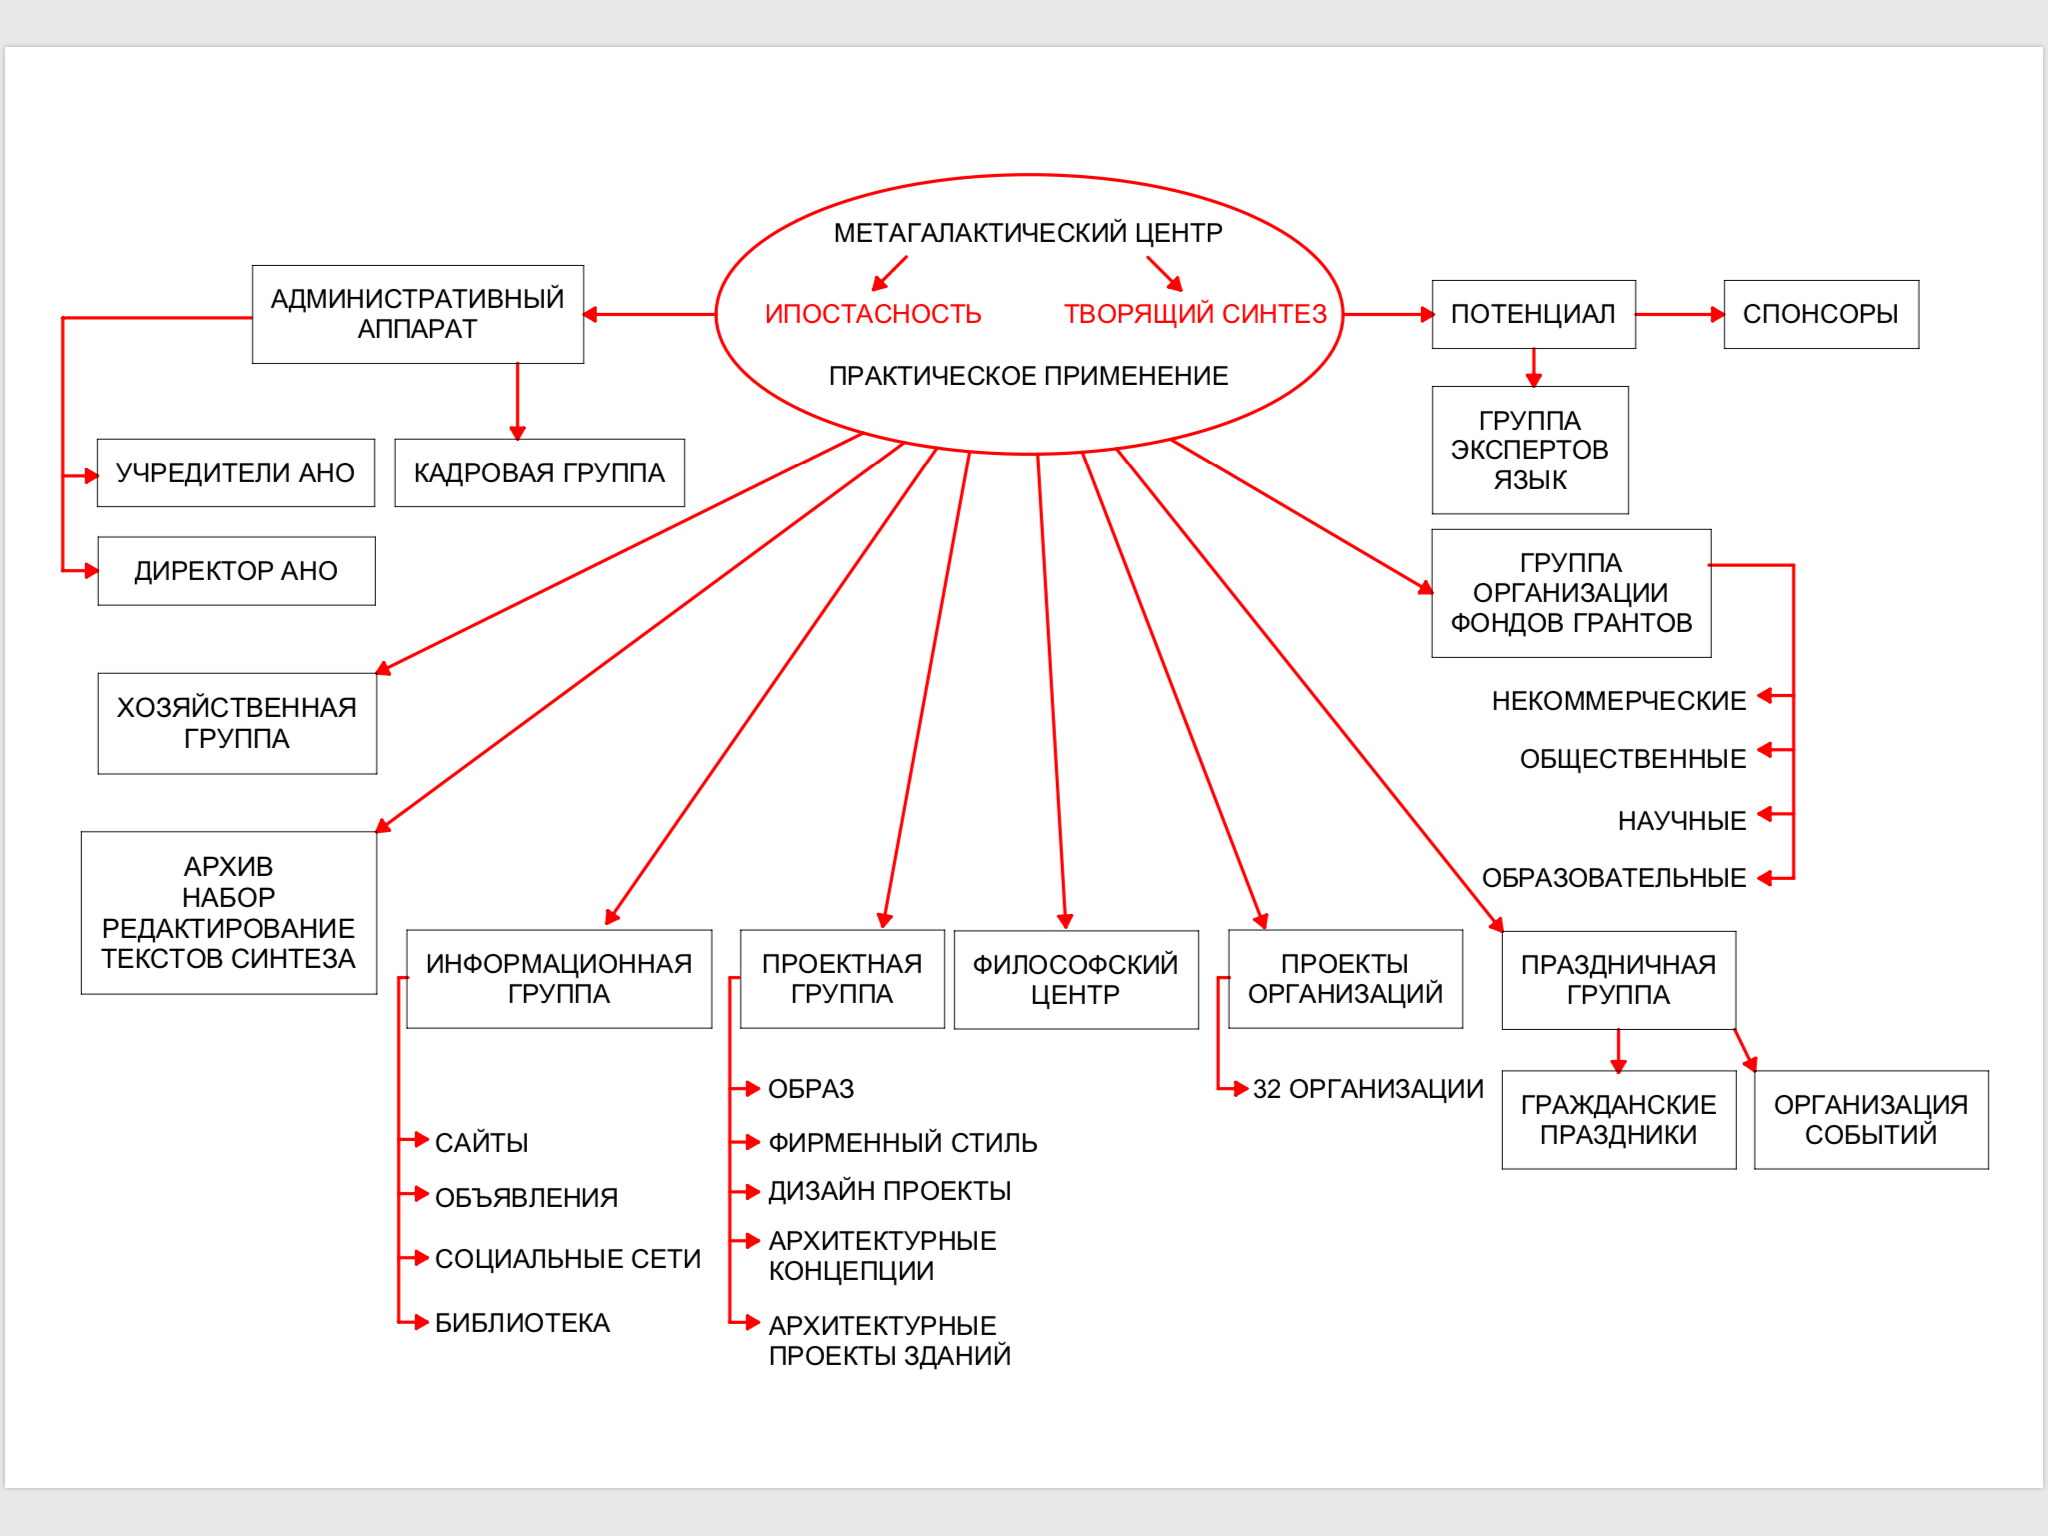 МЕТАГАЛАКТИЧЕСКИЙ ЦЕНТР
ИПОСТАСНОСТЬ
ТВОРЯЩИЙ СИНТЕЗ
ПРАКТИЧЕСКОЕ ПРИМЕНЕНИЕ
АДМИНИСТРАТИВНЫЙ
АППАРАТ
УЧРЕДИТЕЛИ АНО
КАДРОВАЯ ГРУППА
ДИРЕКТОР АНО
ПОТЕНЦИАЛ
СПОНСОРЫ
ГРУППА
ЭКСПЕРТОВ
ЯЗЫК
ГРУППА
ОРГАНИЗАЦИИ
ФОНДОВ ГРАНТОВ
НЕКОММЕРЧЕСКИЕ
ОБЩЕСТВЕННЫЕ
НАУЧНЫЕ
ОБРАЗОВАТЕЛЬНЫЕ
ХОЗЯЙСТВЕННАЯ
ГРУППА
АРХИВ
НАБОР
РЕДАКТИРОВАНИЕ
ТЕКСТОВ СИНТЕЗА
ИНФОРМАЦИОННАЯ
ГРУППА
САЙТЫ
ОБЪЯВЛЕНИЯ
СОЦИАЛЬНЫЕ СЕТИ
БИБЛИОТЕКА
ПРОЕКТНАЯ
ГРУППА
ОБРАЗ
ФИРМЕННЫЙ СТИЛЬ
ДИЗАЙН ПРОЕКТЫ
АРХИТЕКТУРНЫЕ
КОНЦЕПЦИИ
АРХИТЕКТУРНЫЕ
ПРОЕКТЫ ЗДАНИЙ
ФИЛОСОФСКИЙ
ЦЕНТР
ПРОЕКТЫ
ОРГАНИЗАЦИЙ
32 ОРГАНИЗАЦИИ
ПРАЗДНИЧНАЯ
ГРУППА
ГРАЖДАНСКИЕ
ПРАЗДНИКИ
ОРГАНИЗАЦИЯ
СОБЫТИЙ